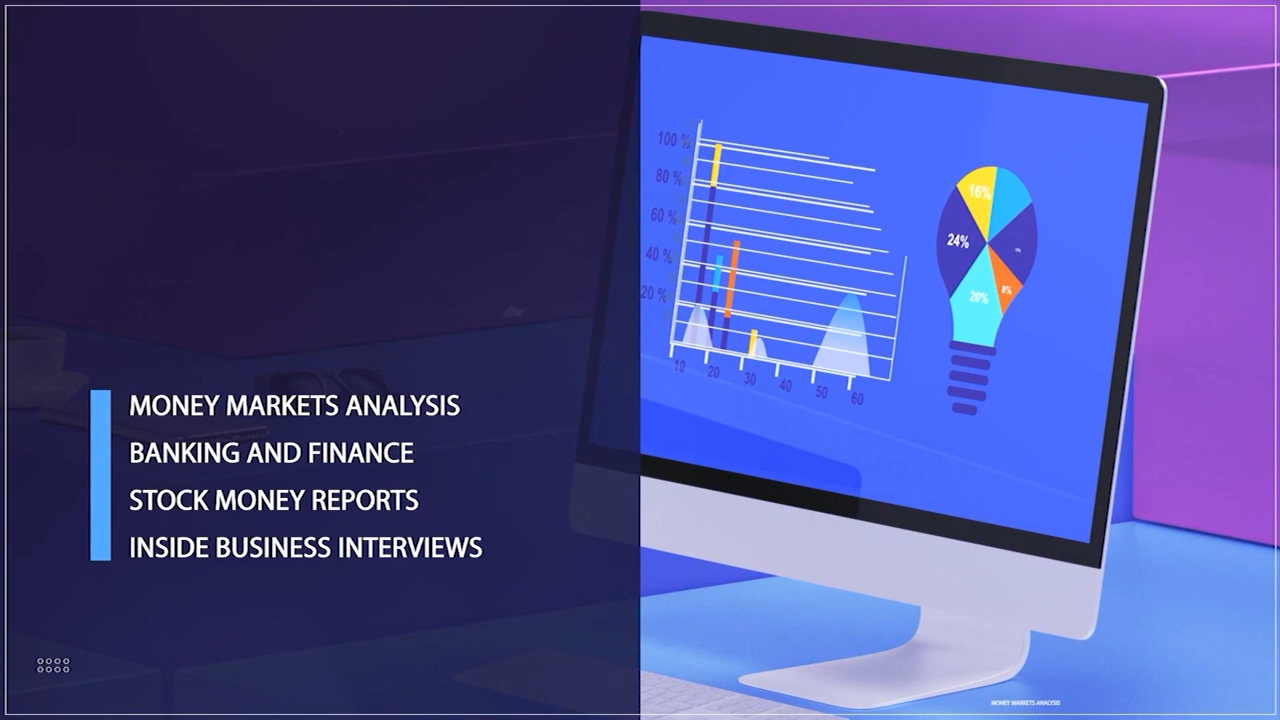 MONEY MARKETS ANALYSIS
BANKING AND FINANCE
STOCK MONEY REPORTS
INSIDE BUSINESS INTERVIEWS
100 %
80 %
60 %
40 %
20 %
10 20 30 40 50 60
16%
24%
20%
8%
MONEY MARKETS ANALYSIS